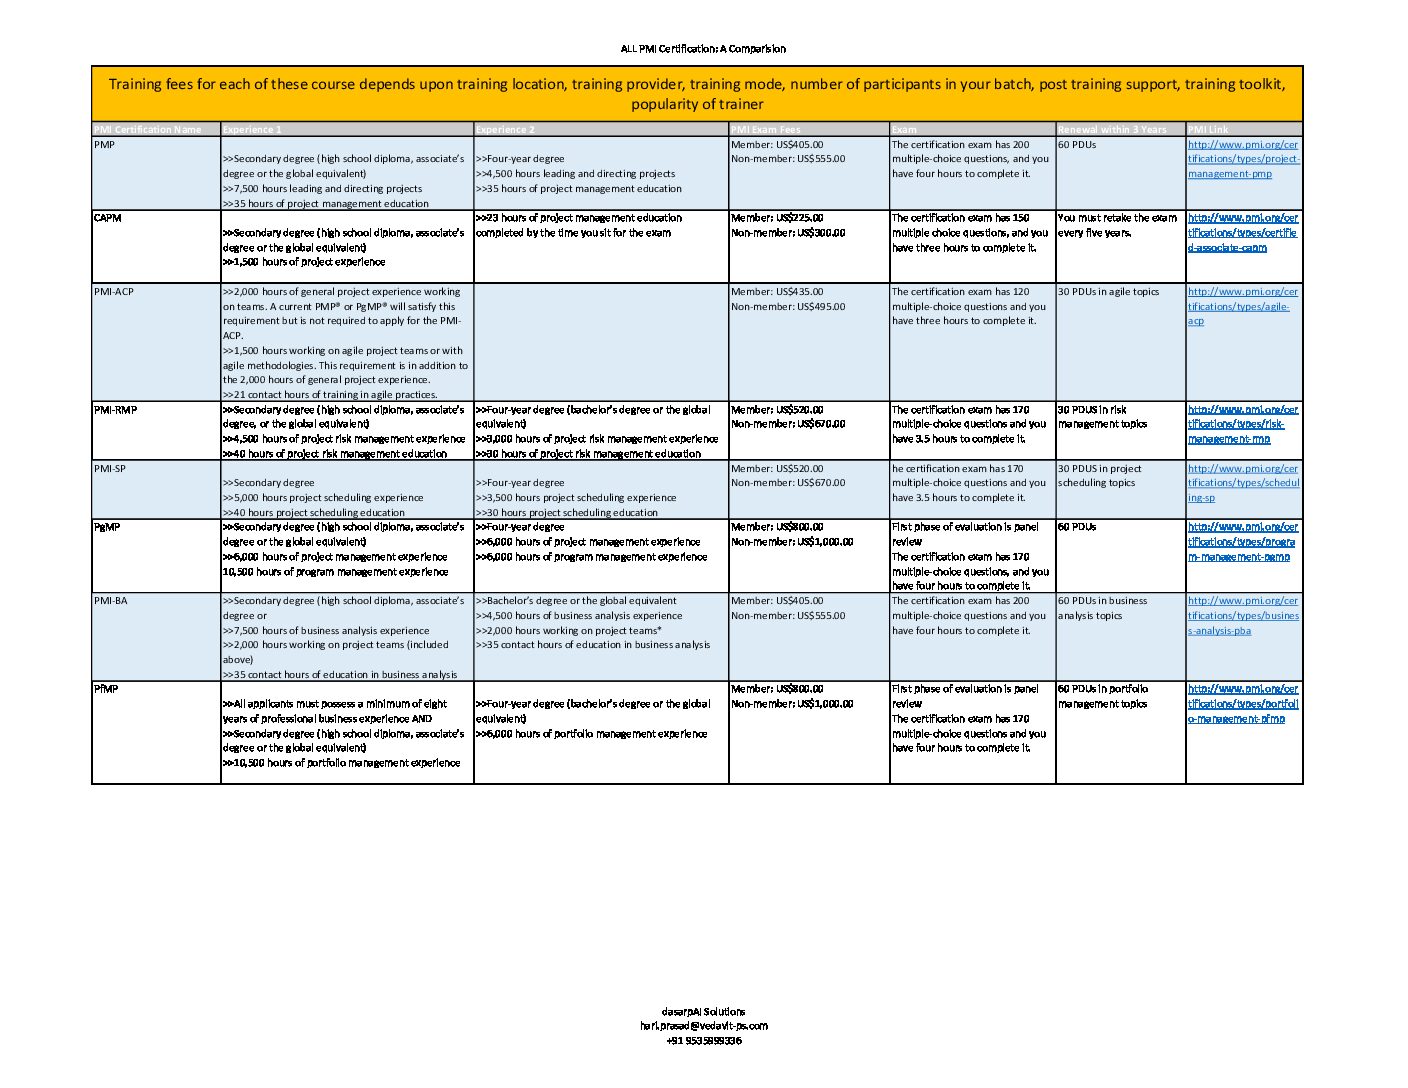 ALL PMI Certification: A Comparision
Training fees for each of these course depends upon training location, training provider, training mode, number of participants in your batch, post training support, training toolkit,
popularity of trainer
PMI Certification Name
Experience 1
Experience 2
PMI Exam Fees
Exam
Renewal within 3 Years
PMI Link
PMP
>>Secondary degree (high school diploma, associate's
degree or the global equivalent)
>>7,500 hours leading and directing projects
>>35 hours of project management education
>>Four-year degree
>>4,500 hours leading and directing projects
>>35 hours of project management education
Member: US$405.00
Non-member: US$555.00
The certification exam has 200
multiple-choice questions, and you
have four hours to complete it.
60 PDUs
http://www.pmi.org/cer
tifications/types/project-
management-pmp
CAPM
>>Secondary degree (high school diploma, associate's
degree or the global equivalent)
>>1,500 hours of project experience
>>23 hours of project management education
completed by the time you sit for the exam
Member: US$225.00
Non-member: US$300.00
The certification exam has 150
multiple choice questions, and you
have three hours to complete it.
You must retake the exam
every five years.
http://www.pmi.org/cer
tifications/types/certifie
d-associate-capm
PMI-ACP
>>2,000 hours of general project experience working
on teams. A current PMP® or PgMP® will satisfy this
requirement but is not required to apply for the PMI-
ACP.
>>1,500 hours working on agile project teams or with
agile methodologies. This requirement is in addition to
the 2,000 hours of general project experience.
>>21 contact hours of training in agile practices.
Member: US$435.00
Non-member: US$495.00
The certification exam has 120
multiple-choice questions and you
have three hours to complete it.
30 PDUs in agile topics
http://www.pmi.org/cer
tifications/types/agile-
acp
PMI-RMP
>>Secondary degree (high school diploma, associate's
degree, or the global equivalent)
>>4,500 hours of project risk management experience
>>40 hours of project risk management education
>>Four-year degree (bachelor's degree or the global
equivalent)
>>3,000 hours of project risk management experience
>>30 hours of project risk management education
Member: US$520.00
Non-member: US$670.00
The certification exam has 170
multiple-choice questions and you
have 3.5 hours to complete it.
30 PDUS in risk
management topics
http://www.pmi.org/cer
tifications/types/risk-
management-rmp
PMI-SP
>>Secondary degree
>>5,000 hours project scheduling experience
>>40 hours project scheduling education
>>Four-year degree
>>3,500 hours project scheduling experience
>>30 hours project scheduling education
Member: US$520.00
Non-member: US$670.00
he certification exam has 170
multiple-choice questions and you
have 3.5 hours to complete it.
30 PDUS in project
scheduling topics
http://www.pmi.org/cer
tifications/types/schedul
ing-sp
PgMP
>>Secondary degree (high school diploma, associate's
degree or the global equivalent)
>>6,000 hours of project management experience
10,500 hours of program management experience
>>Four-year degree
>>6,000 hours of project management experience
>>6,000 hours of program management experience
Member: US$800.00
Non-member: US$1,000.00
First phase of evaluation is panel
review
The certification exam has 170
multiple-choice questions, and you
have four hours to complete it.
60 PDUs
http://www.pmi.org/cer
tifications/types/progra
m-management-pgmp
PMI-BA
>>Secondary degree (high school diploma, associate's
degree or
>>7,500 hours of business analysis experience
>>2,000 hours working on project teams (included
above)
>>35 contact hours of education in business analysis
>>Bachelor's degree or the global equivalent
>>4,500 hours of business analysis experience
>>2,000 hours working on project teams*
>>35 contact hours of education in business analysis
Member: US$405.00
Non-member: US$555.00
The certification exam has 200
multiple-choice questions and you
have four hours to complete it.
60 PDUs in business
analysis topics
http://www.pmi.org/cer
tifications/types/busines
s-analysis-pba
PfMP
>>All applicants must possess a minimum of eight
years of professional business experience AND
>>Secondary degree (high school diploma, associate's
degree or the global equivalent)
>>10,500 hours of portfolio management experience
>>Four-year degree (bachelor's degree or the global
equivalent)
>>6,000 hours of portfolio management experience
Member: US$800.00
Non-member: US$1,000.00
First phase of evaluation is panel
review
The certification exam has 170
multiple-choice questions and you
have four hours to complete it.
60 PDUs in portfolio
management topics
http://www.pmi.org/cer
tifications/types/portfoli
o-management-pfmp
dasarpAI Solutions
hari.prasad@vedavit-ps.com
+91 9535999336